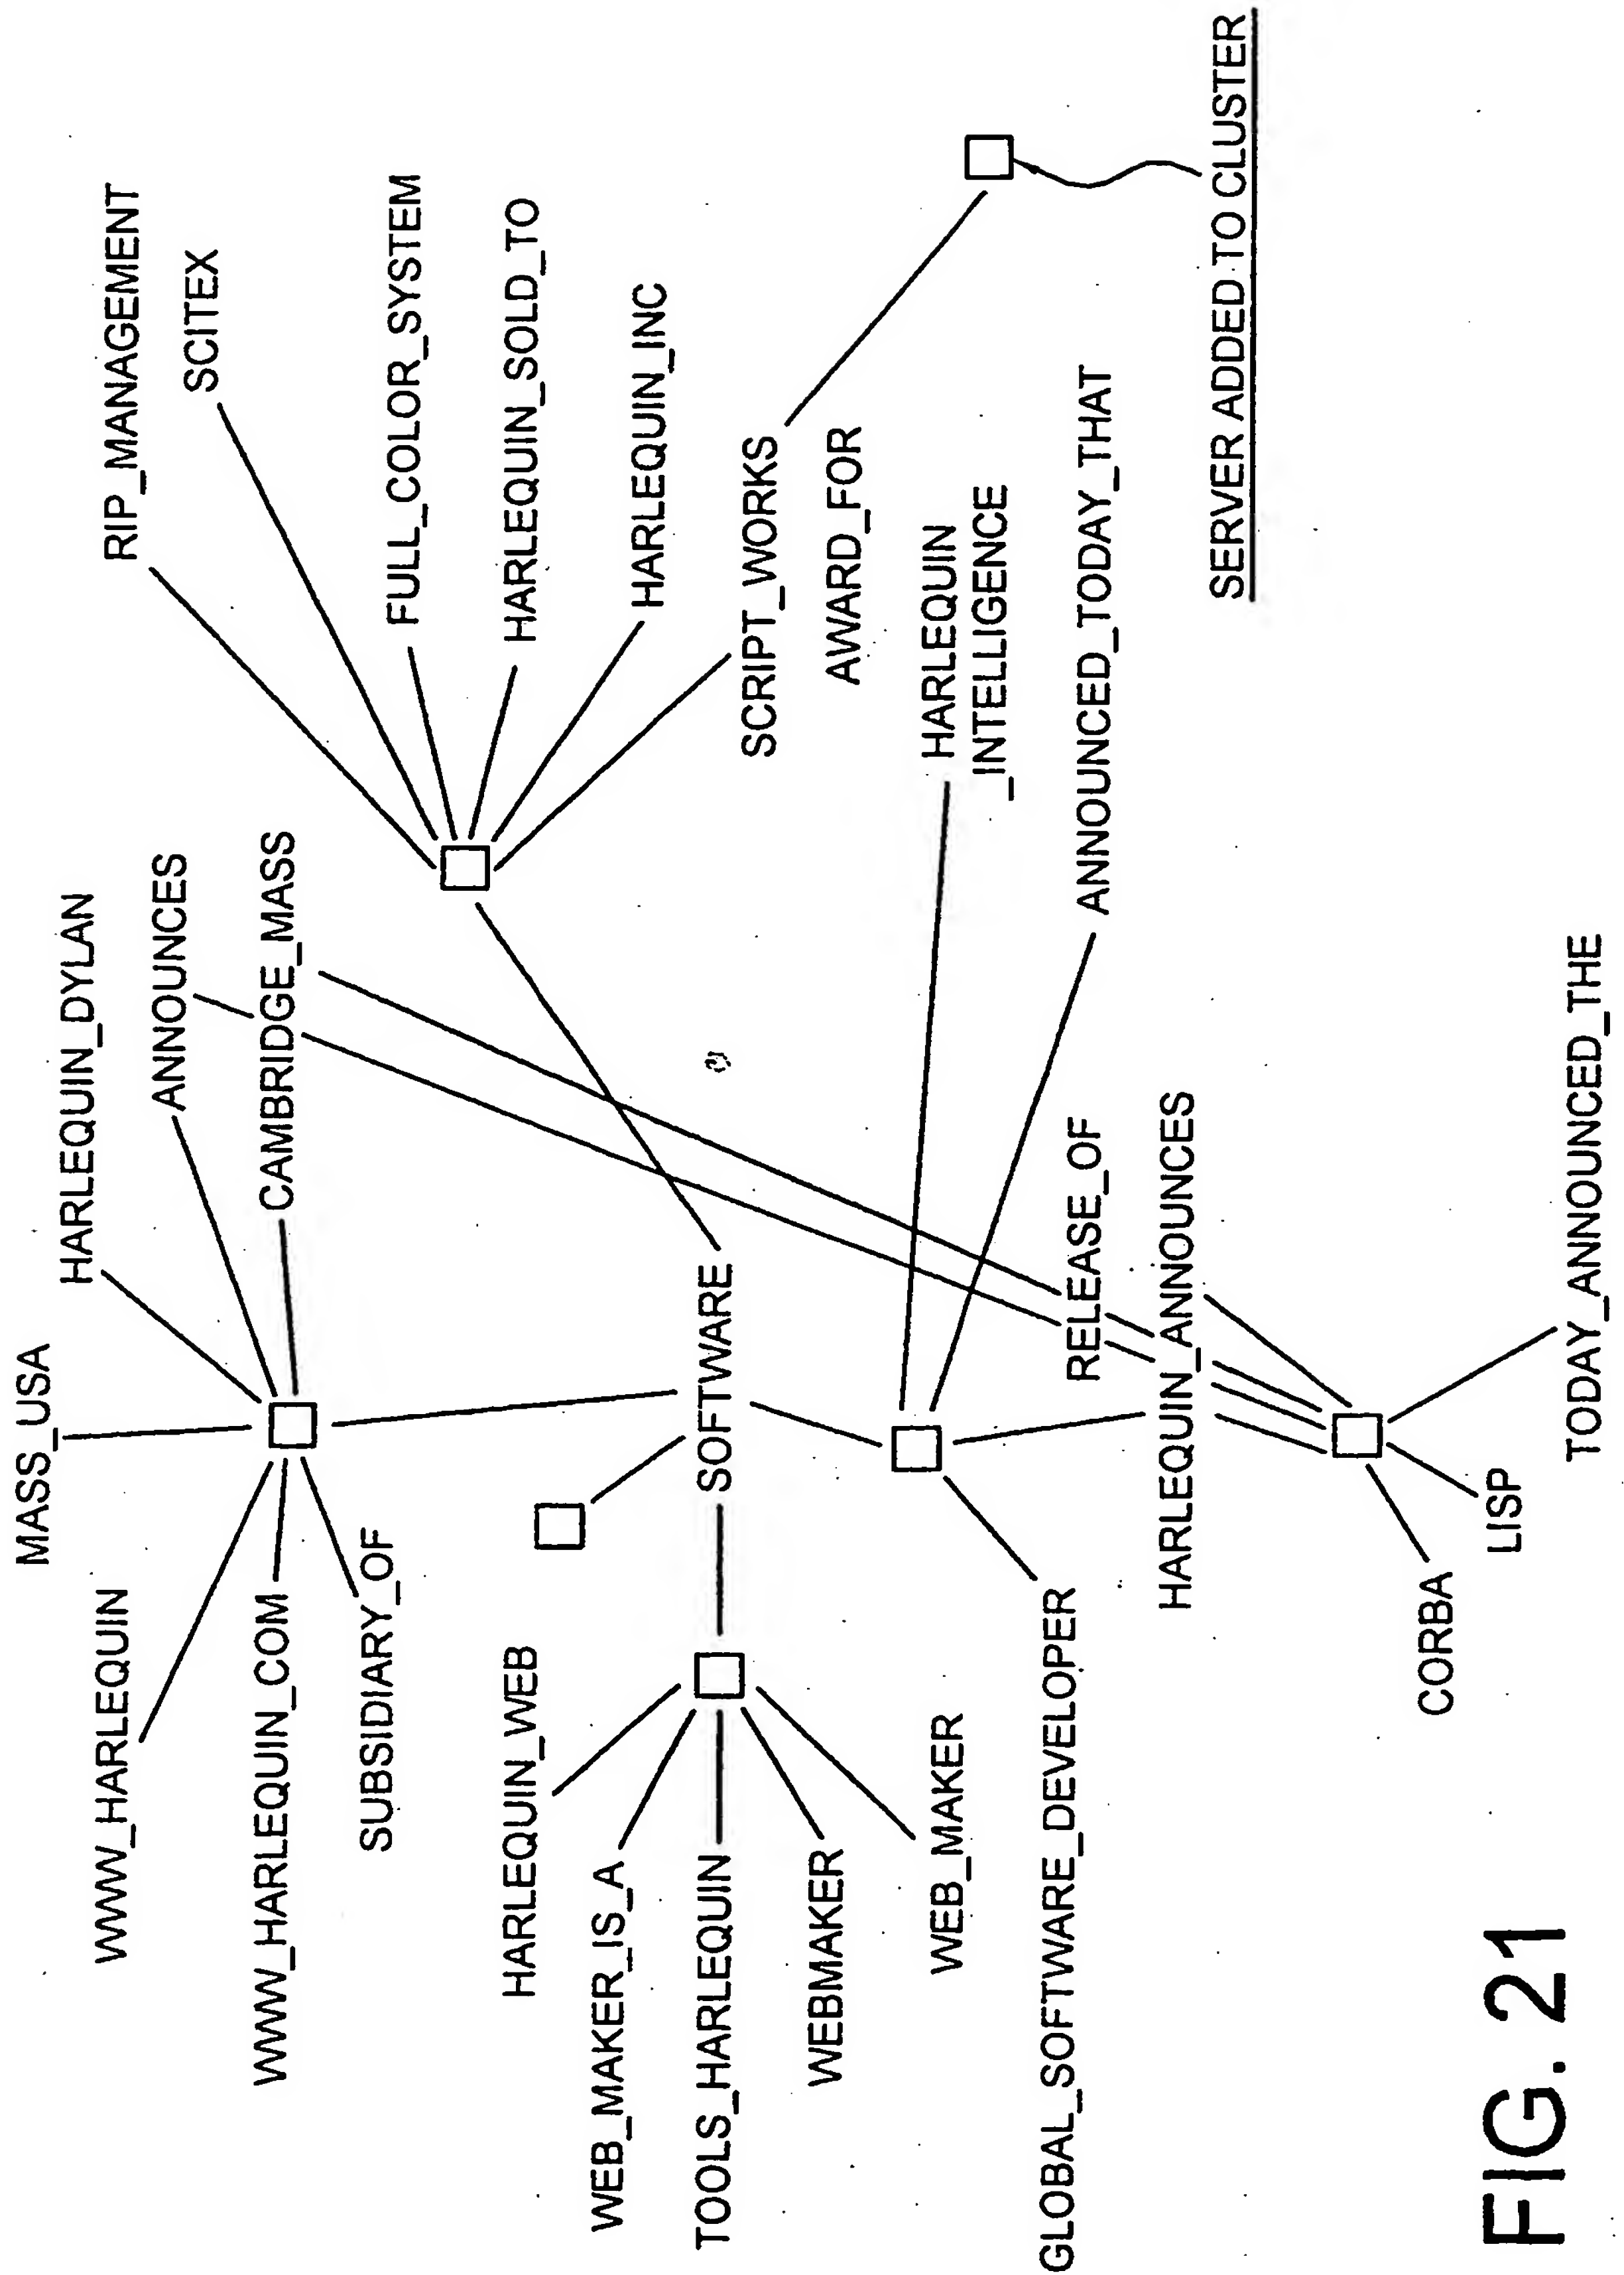 MASS_USA
HARLEQUIN_DYLAN
ANNOUNCES
CAMBRIDGE_MASS
WWW_HARLEQUIN
WWW_HARLEQUIN_COM
SUBSIDIARY_OF
RIP_MANAGEMENT
SCITEX
FULL_COLOR_SYSTEM
HARLEQUIN_SOLD_TO
HARLEQUIN_INC
SCRIPT_WORKS
AWARD_FOR
HARLEQUIN
_INTELLIGENCE
ANNOUNCED_TODAY_THAT
SERVER ADDED TO CLUSTER
SOFTWARE
HARLEQUIN_WEB
WEB_MAKER_IS_A
TOOLS_HARLEQUIN
WEBMAKER
WEB_MAKER
GLOBAL_SOFTWARE_DEVELOPER
RELEASE_OF
HARLEQUIN_ANNOUNCES
CORBA
LISP
TODAY_ANNOUNCED_THE
FIG. 21